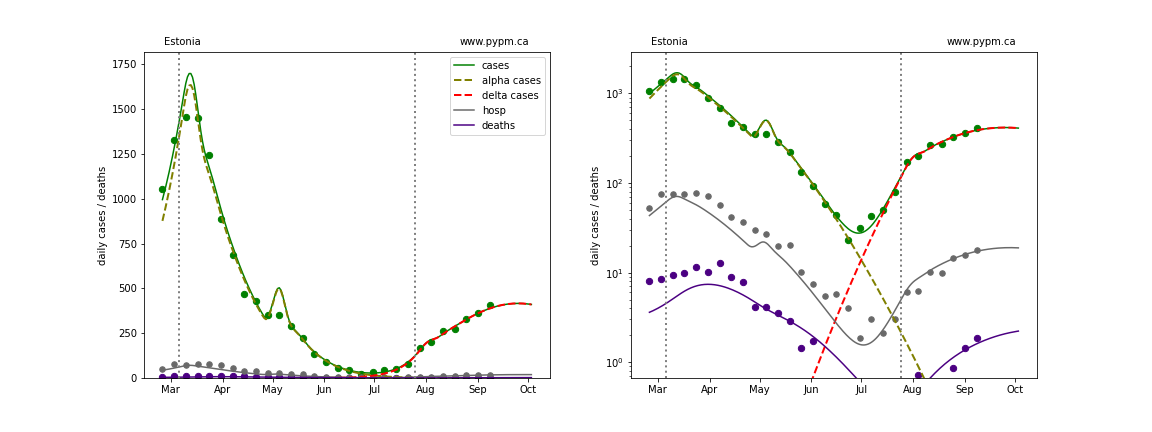 Estonia www.pypm.ca
daily cases / deaths
1750
1500
1250
1000
750
500
250
0
cases
alpha cases
delta cases
hosp
deaths
Mar Apr May Jun Jul Aug Sep Oct
Estonia www.pypm.ca
daily cases / deaths
10³
10²
10¹
10⁰
Mar Apr May Jun Jul Aug Sep Oct